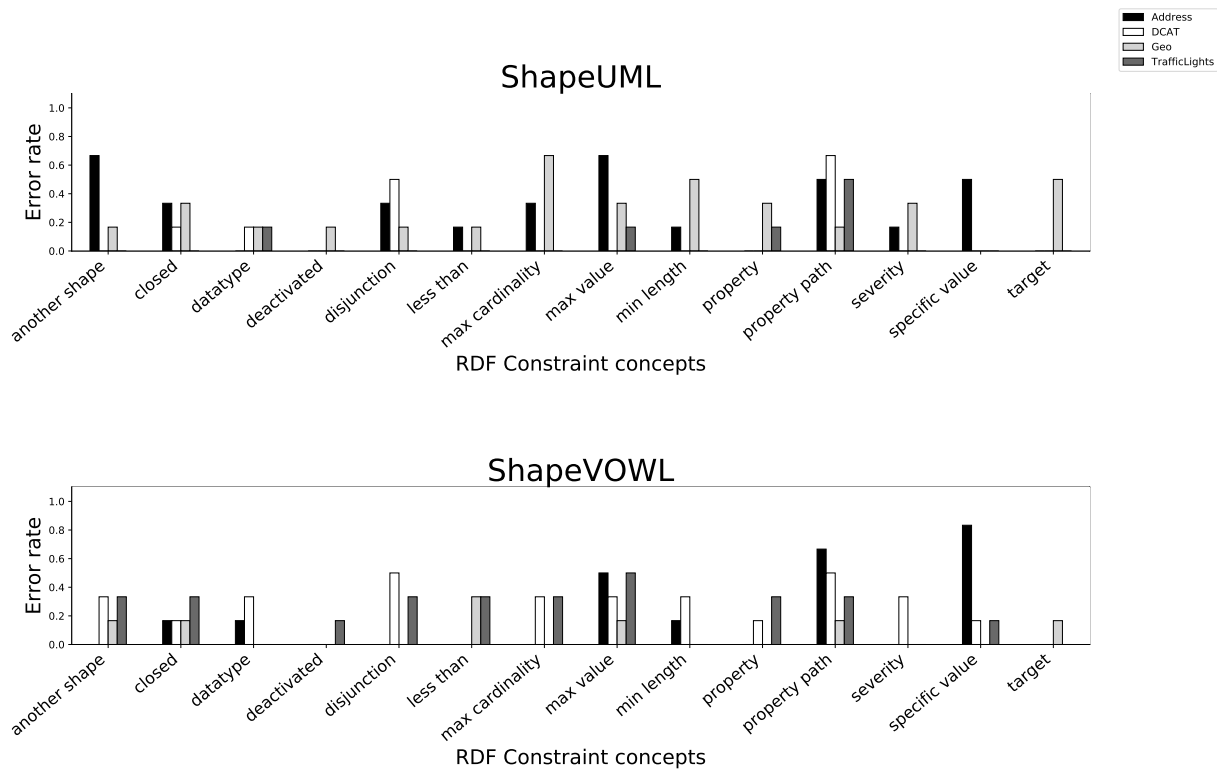 Address
DCAT
Geo
TrafficLights
ShapeUML
Error rate
1.0
0.8
0.6
0.4
0.2
0.0
another shape
closed
datatype
deactivated
disjunction
less than
max cardinality
max value
min length
property
property path
severity
specific value
target
RDF Constraint concepts
ShapeVOWL
Error rate
1.0
0.8
0.6
0.4
0.2
0.0
another shape
closed
datatype
deactivated
disjunction
less than
max cardinality
max value
min length
property
property path
severity
specific value
target
RDF Constraint concepts